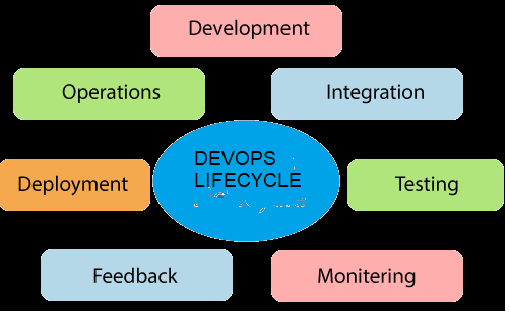 Development
Operations
Integration
DEVOPS
LIFECYCLE
Deployment
Testing
Feedback
Monitering